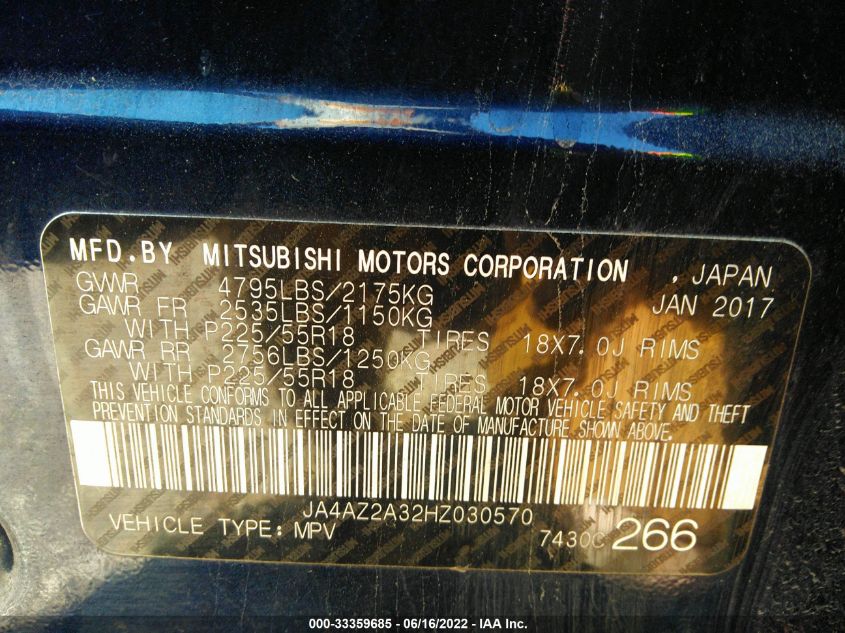 MFD.BY MITSUBISHI MOTORS CORPORATION , JAPAN
GVWR 4795LBS/2175KG JAN 2017
GAWR FR 2535LBS/1150KG
WITH P225/55R18 TIRES 18X7.0J RIMS
GAWR RR 2756LBS/1250KG
WITH P225/55R18 TIRES 18X7.0J RIMS
THIS VEHICLE CONFORMS TO ALL APPLICABLE FEDERAL MOTOR VEHICLE SAFETY AND THEFT
PREVENTION STANDARDS IN EFFECT ON THE DATE OF MANUFACTURE SHOWN ABOVE.
JA4AZ2A32HZ030570
VEHICLE TYPE: MPV 7430C 266
000-33359685 - 06/16/2022 - IAA Inc.